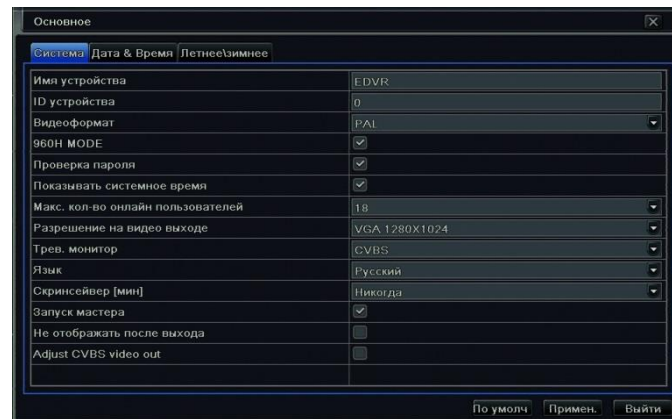 Основное
Система Дата & Время Летнее\зимнее
Имя устройства EDVR
ID устройства 0
Видеоформат PAL
960H MODE
Проверка пароля
Показывать системное время
Макс. кол-во онлайн пользователей 18
Разрешение на видео выходе VGA 1280X1024
Трев. монитор CVBS
Язык Русский
Скринсейвер [мин] Никогда
Запуск мастера
Не отображать после выхода
Adjust CVBS video out
По умолч Примен. Выйти